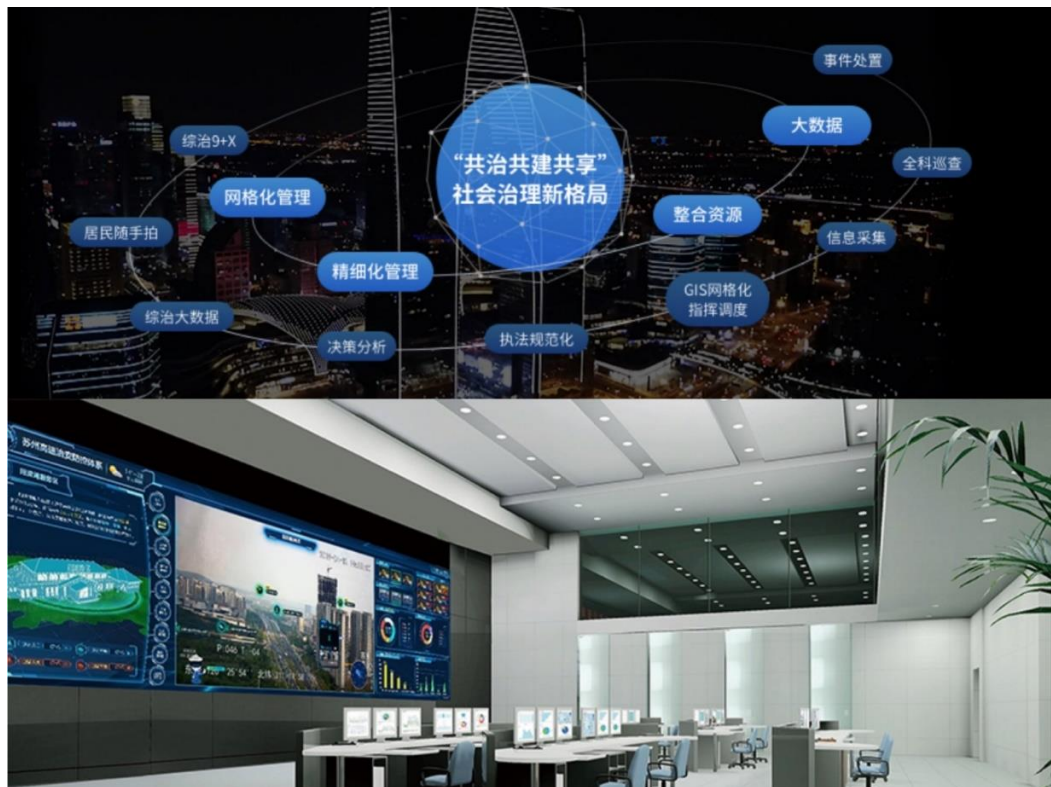 事件处置
大数据
综治9+X
“共治共建共享”
社会治理新格局
全科巡查
网格化管理
整合资源
居民随手拍
信息采集
精细化管理
GIS网格化
指挥调度
综治大数据
执法规范化
决策分析